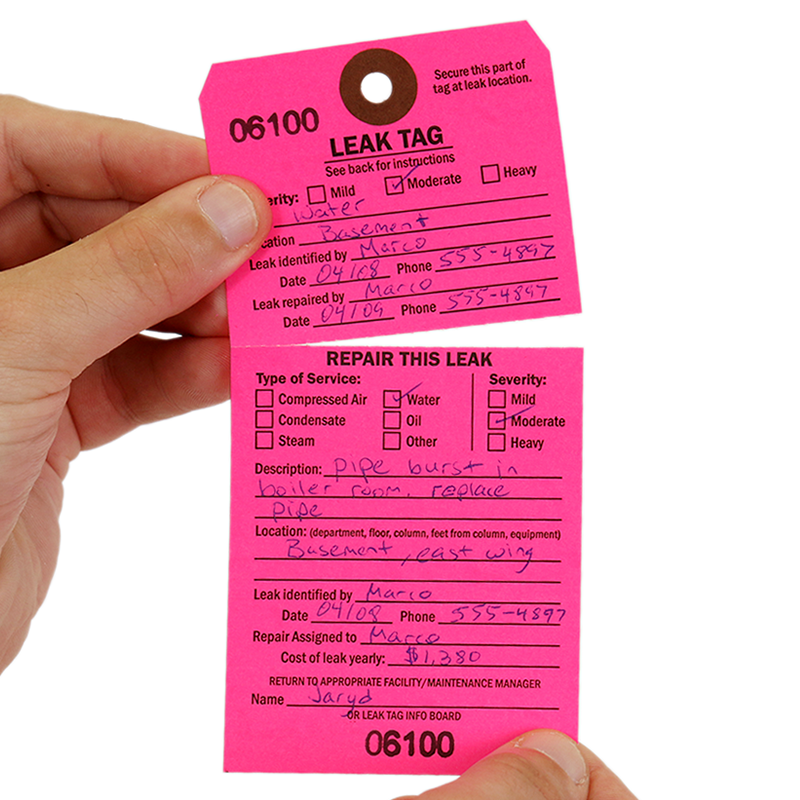 Secure this part of
tag at leak location.
06100
LEAK TAG
See back for instructions
erity: Mild Moderate Heavy
Water
cation Basement
Leak identified by Marco
Date 04/08 Phone 555-4897
Leak repaired by Marco
Date 04/09 Phone 555-4897
REPAIR THIS LEAK
Type of Service: Severity:
Compressed Air Water Mild
Condensate Oil Moderate
Steam Other Heavy
Description: pipe burst in
boiler room. replace
pipe
Location: (department, floor, column, feet from column, equipment)
Basement, east wing
Leak identified by Marco
Date 04/08 Phone 555-4897
Repair Assigned to Marco
Cost of leak yearly: $1,380
RETURN TO APPROPRIATE FACILITY/MAINTENANCE MANAGER
Name Jaryd
OR LEAK TAG INFO BOARD
06100